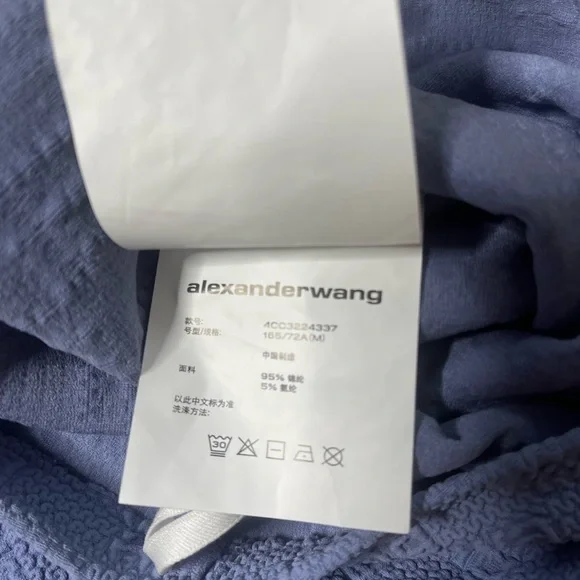 alexanderwang
款号: 4CC3224337
号型/规格: 165/72A(M)
中国制造
面料 95% 锦纶
5% 氨纶
以此中文标为准
洗涤方法:
30